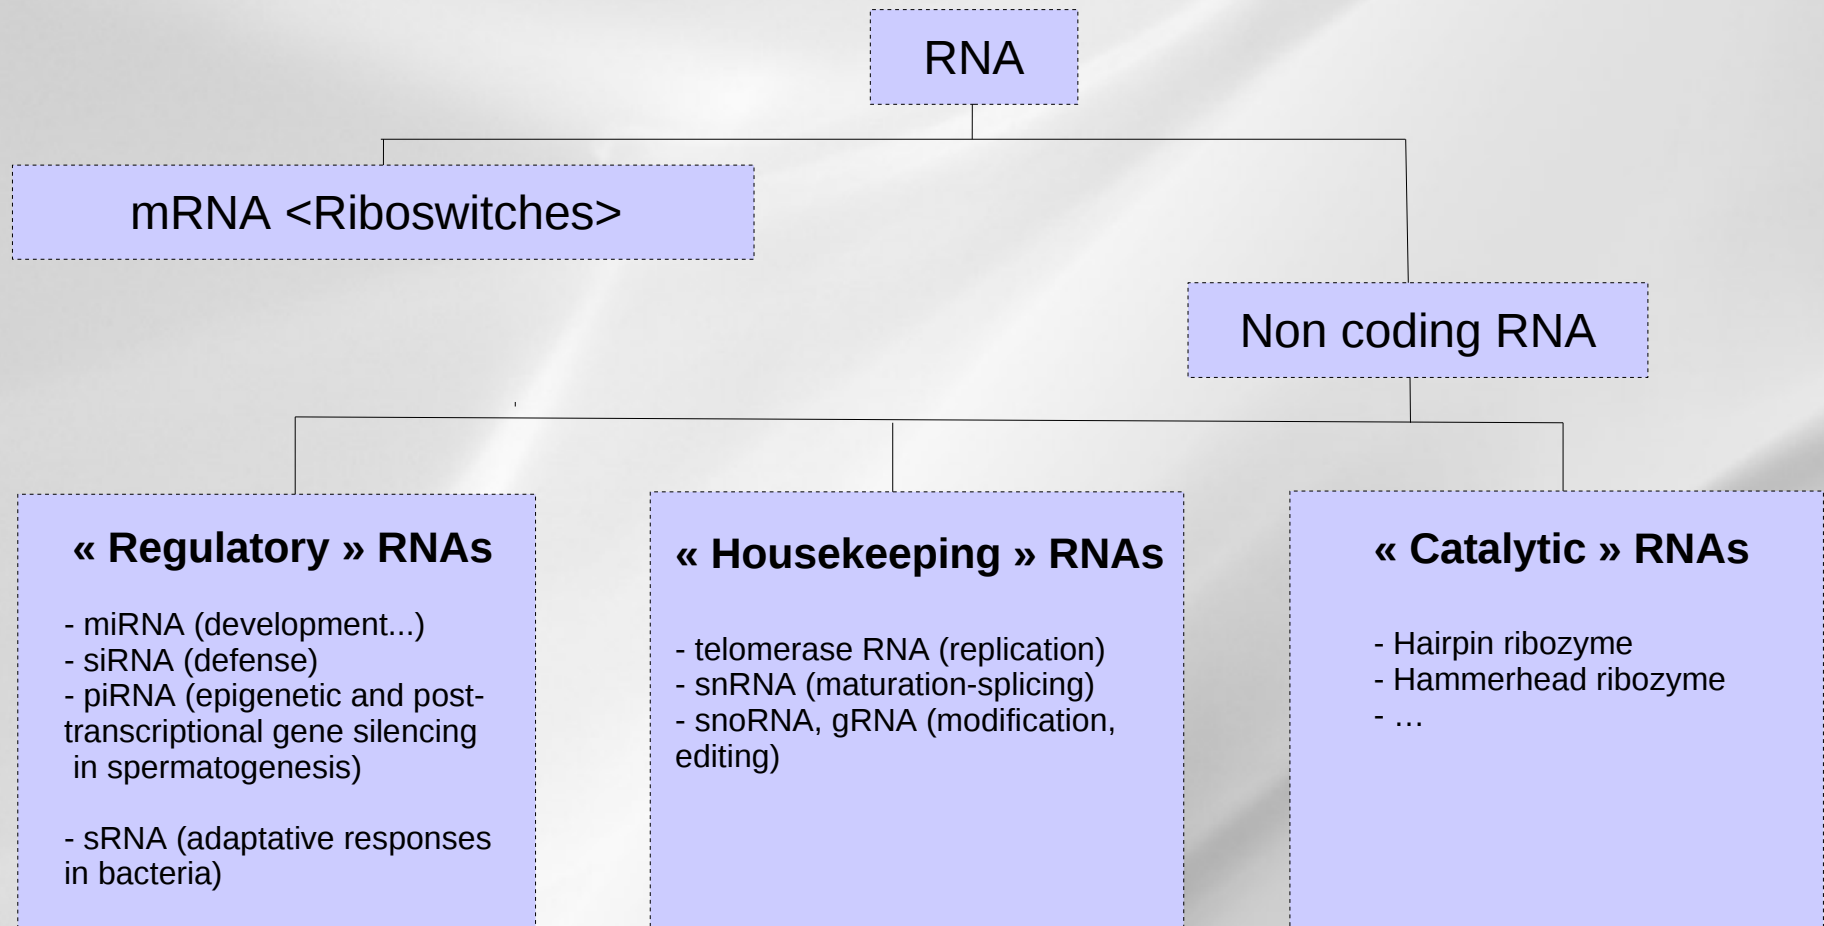 RNA
mRNA <Riboswitches>
Non coding RNA
« Regulatory » RNAs
- miRNA (development...)
- siRNA (defense)
- piRNA (epigenetic and post-
transcriptional gene silencing
in spermatogenesis)
- sRNA (adaptative responses
in bacteria)
« Housekeeping » RNAs
- telomerase RNA (replication)
- snRNA (maturation-splicing)
- snoRNA, gRNA (modification,
editing)
« Catalytic » RNAs
- Hairpin ribozyme
- Hammerhead ribozyme
- …